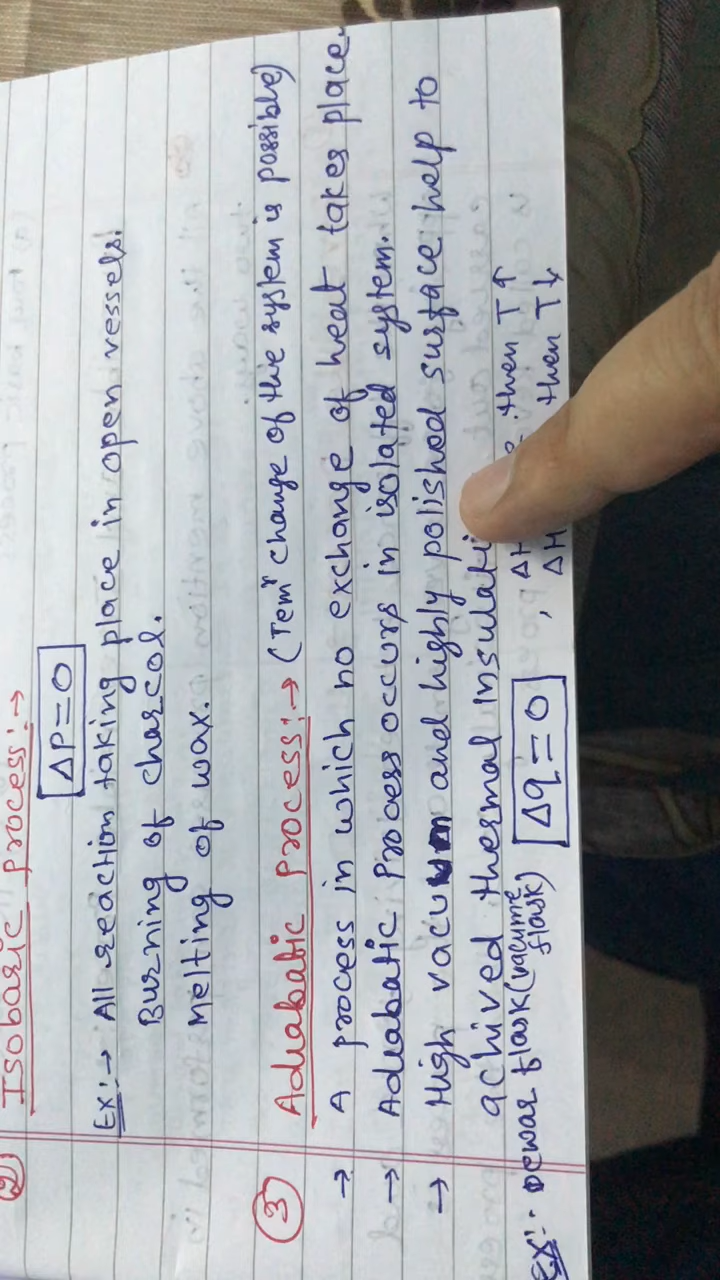 ② Isobaric process:→
ΔP=0
Ex:→ All reaction taking place in open vessels.
Burning of charcol.
Melting of wax.
③ Adiabatic process:→ (Temⁿ change of the system is possible)
→ A process in which no exchange of heat takes place.
→ Adiabatic process occurs in isolated system.
→ High vacuum and highly polished surface help to
achived thermal insulati
Ex:- Dewar flask (vacume flask) Δq=0 , ΔH then T↑
ΔH then T↓